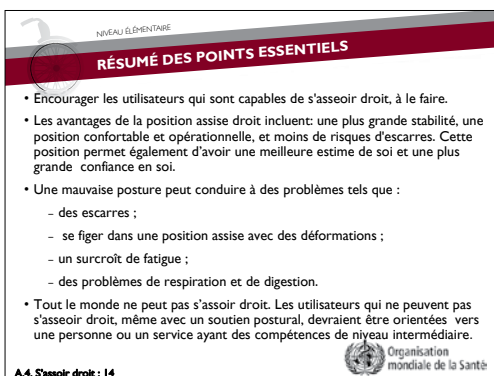 NIVEAU ÉLÉMENTAIRE
RÉSUMÉ DES POINTS ESSENTIELS
• Encourager les utilisateurs qui sont capables de s'asseoir droit, à le faire.
• Les avantages de la position assise droit incluent: une plus grande stabilité, une
position confortable et opérationnelle, et moins de risques d'escarres. Cette
position permet également d'avoir une meilleure estime de soi et une plus
grande confiance en soi.
• Une mauvaise posture peut conduire à des problèmes tels que :
– des escarres ;
– se figer dans une position assise avec des déformations ;
– un surcroît de fatigue ;
– des problèmes de respiration et de digestion.
• Tout le monde ne peut pas s'assoir droit. Les utilisateurs qui ne peuvent pas
s'asseoir droit, même avec un soutien postural, devraient être orientées vers
une personne ou un service ayant des compétences de niveau intermédiaire.
Organisation
mondiale de la Santé
A.4. S'assoir droit : 14